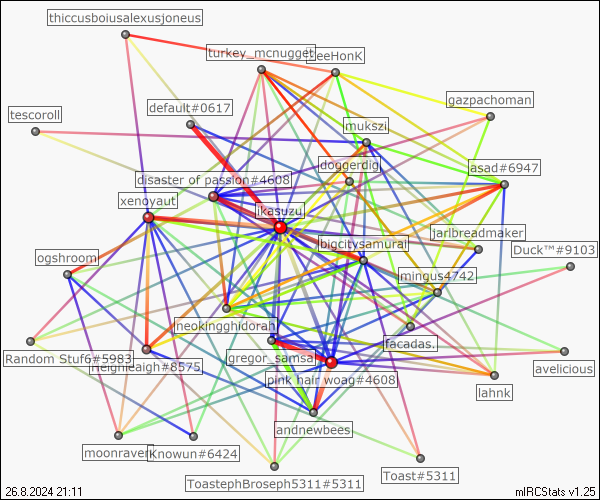 thiccusboiusalexusjoneus
turkey_mcnugget
LeeHonK
gazpachoman
default#0617
tescoroll
mukszi
doggerdig
asad#6947
disaster of passion#4608
xenoyaut
ikasuzu
jarlbreadmaker
bigcitysamurai
Duck™#9103
ogshroom
mingus4742
neokingghidorah
facadas.
Random Stuf6#5983
gregor_samsa
avelicious
Neighleaigh#8575
pink hair woag#4608
lahnk
andnewbees
moonraven
Knowun#6424
Toast#5311
ToastephBroseph5311#5311
26.8.2024 21:11
mIRCStats v1.25